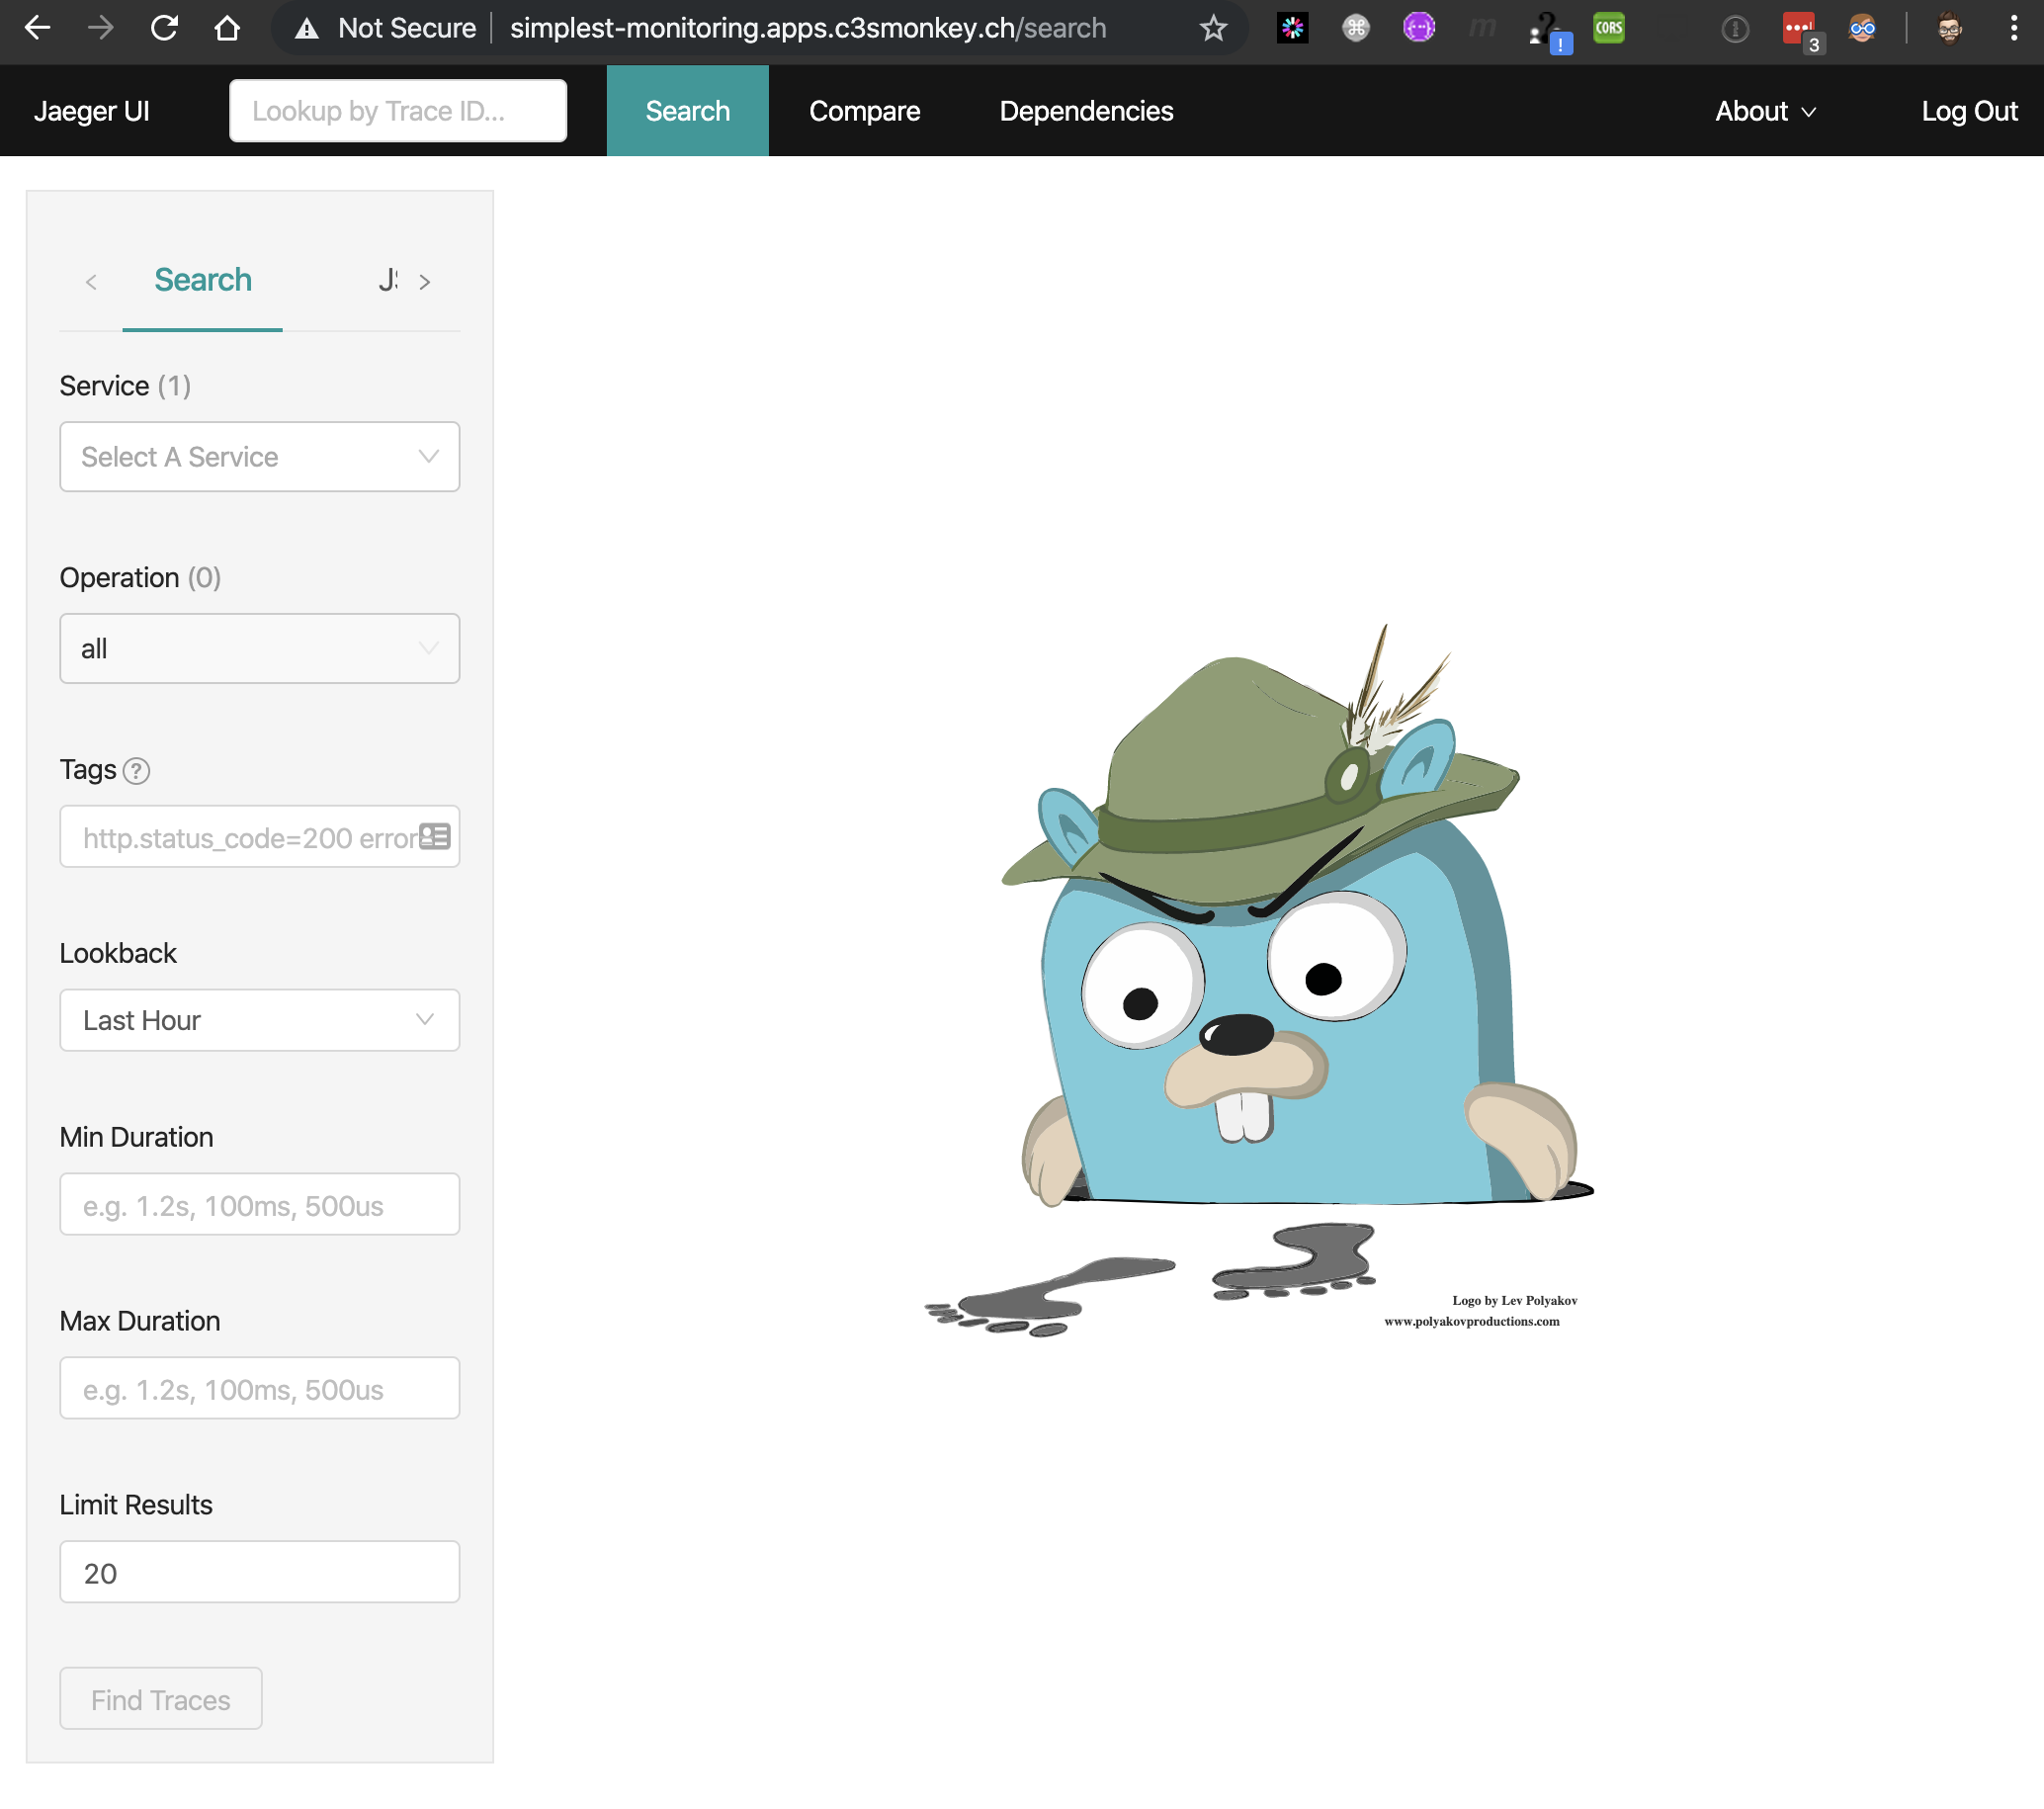 Not Secure simplest-monitoring.apps.c3smonkey.ch/search
CORS
!
3
Jaeger UI
Lookup by Trace ID...
Search
Compare
Dependencies
About
Log Out
Search
Service (1)
Select A Service
Operation (0)
all
Tags ?
http.status_code=200 error
Lookback
Last Hour
Min Duration
e.g. 1.2s, 100ms, 500us
Max Duration
e.g. 1.2s, 100ms, 500us
Limit Results
20
Find Traces
Logo by Lev Polyakov
www.polyakovproductions.com